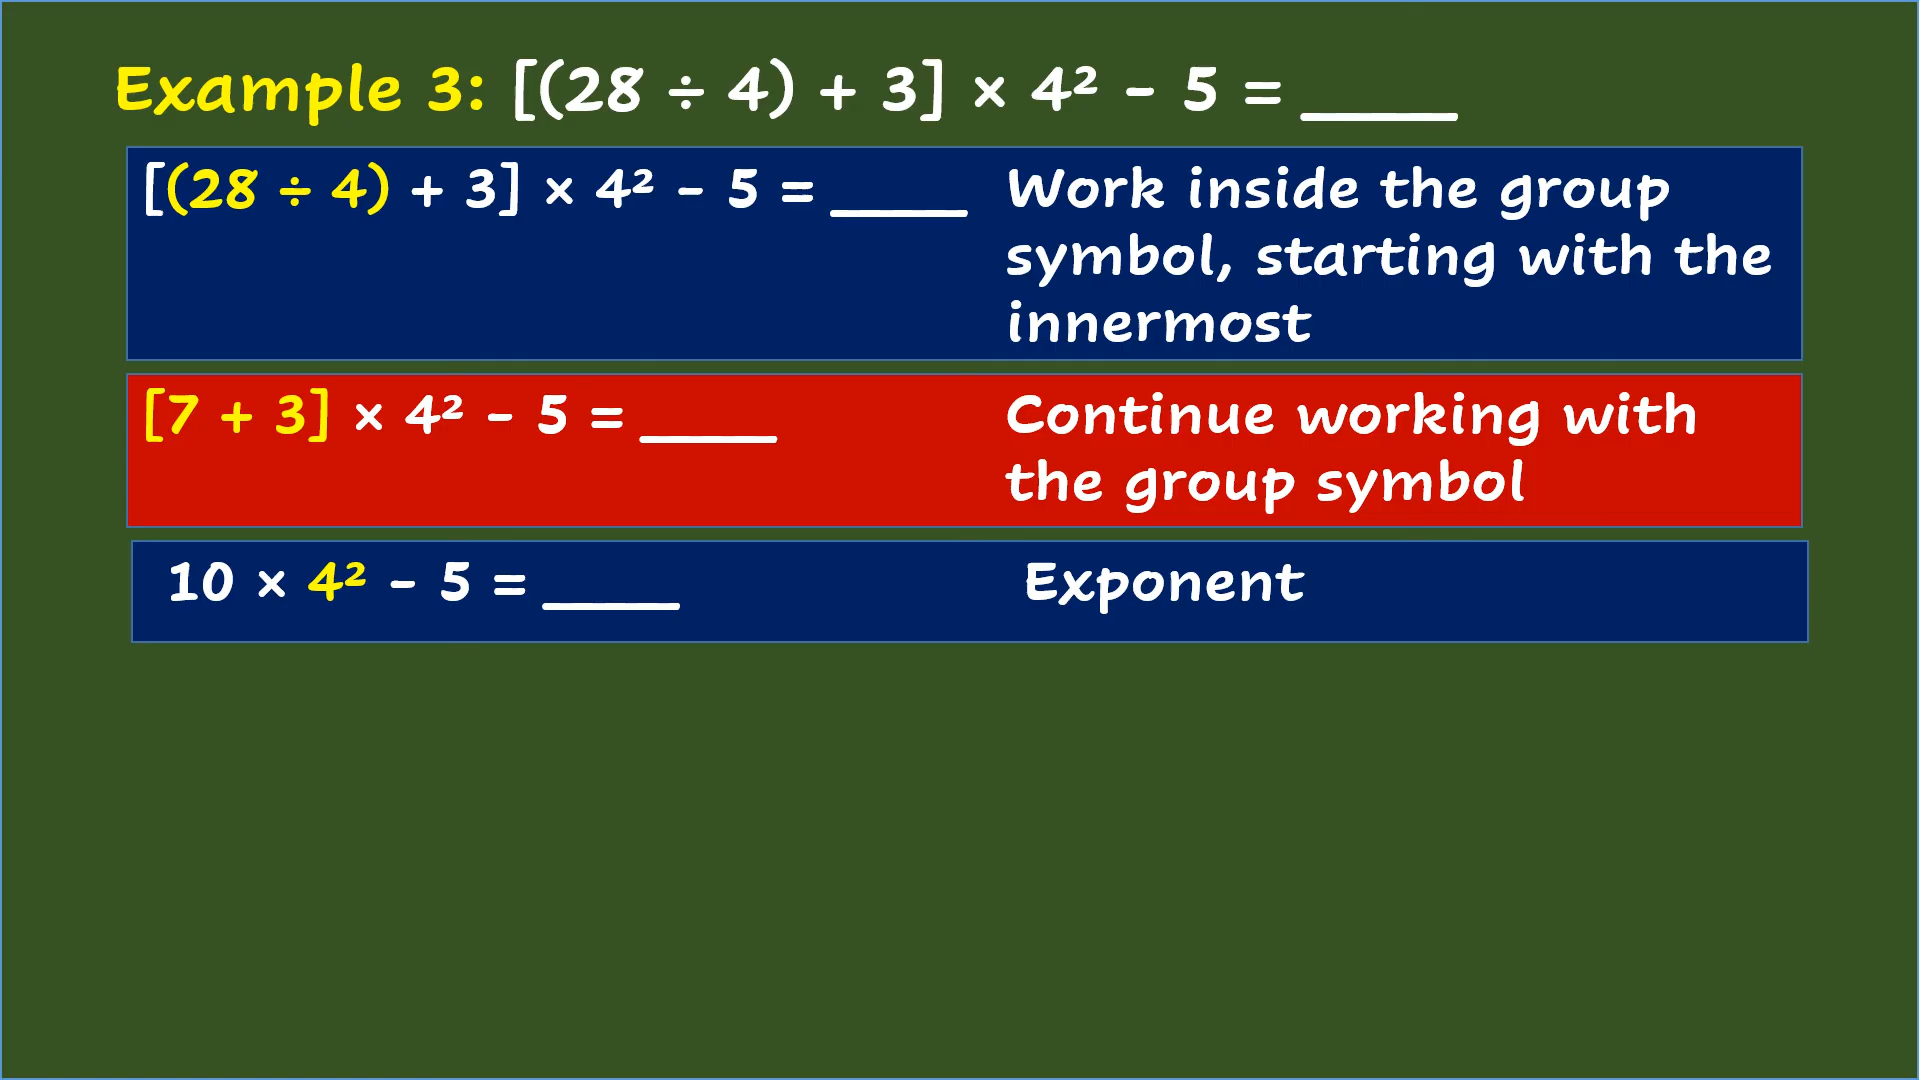 Example 3: [(28 ÷ 4) + 3] × 4² - 5 = ____
[(28 ÷ 4) + 3] × 4² - 5 = ____ Work inside the group
symbol, starting with the
innermost
[7 + 3] × 4² - 5 = ____ Continue working with
the group symbol
10 × 4² - 5 = ____ Exponent